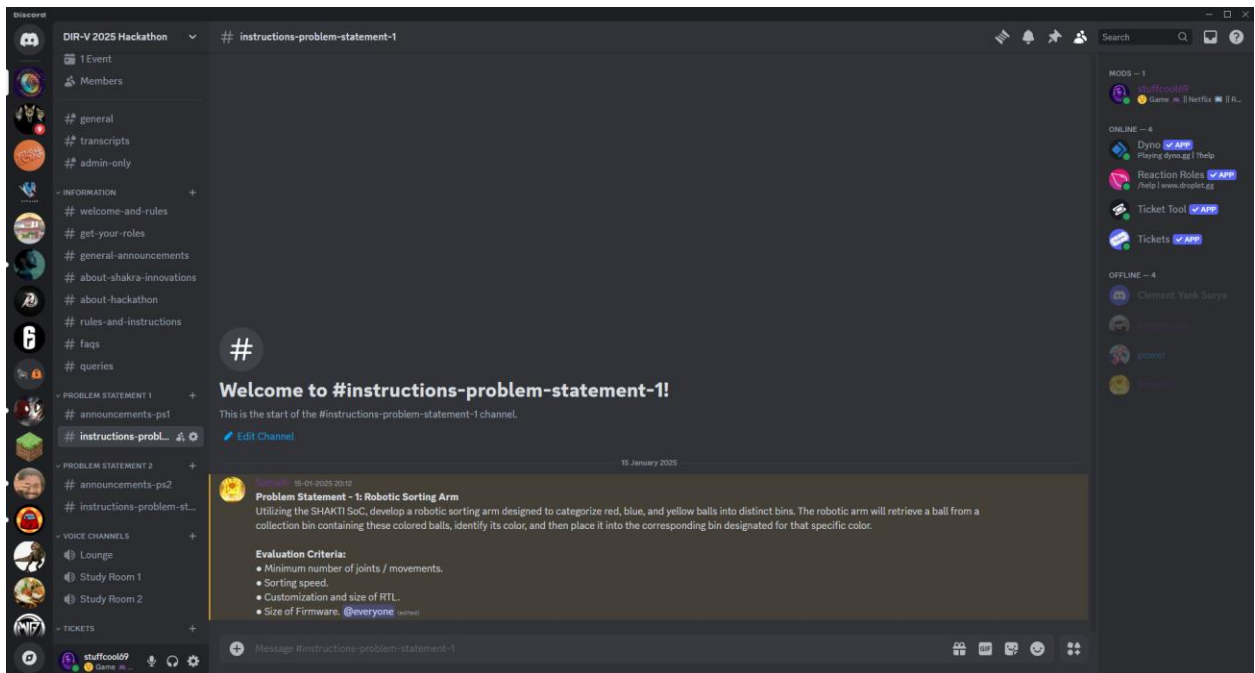 Discord
DIR-V 2025 Hackathon
# instructions-problem-statement-1
Search
1 Event
Members
general
transcripts
admin-only
INFORMATION
# welcome-and-rules
# get-your-roles
# general-announcements
# about-shakra-innovations
# about-hackathon
# rules-and-instructions
# faqs
# queries
PROBLEM STATEMENT 1
# announcements-ps1
# instructions-probl...
PROBLEM STATEMENT 2
# announcements-ps2
# instructions-problem-st...
VOICE CHANNELS
Lounge
Study Room 1
Study Room 2
TICKETS
stuffcool69
Game
9
#
Welcome to #instructions-problem-statement-1!
This is the start of the #instructions-problem-statement-1 channel.
Edit Channel
15 January 2025
15-01-2025 20:12
Problem Statement - 1: Robotic Sorting Arm
Utilizing the SHAKTI SoC, develop a robotic sorting arm designed to categorize red, blue, and yellow balls into distinct bins. The robotic arm will retrieve a ball from a
collection bin containing these colored balls, identify its color, and then place it into the corresponding bin designated for that specific color.
Evaluation Criteria:
● Minimum number of joints / movements.
● Sorting speed.
● Customization and size of RTL.
● Size of Firmware. @everyone (edited)
Message #instructions-problem-statement-1
GIF
MODS — 1
stuffcool69
Game || Netflix || R...
ONLINE — 4
Dyno ✓ APP
Playing dyno.gg | ?help
Reaction Roles ✓ APP
/help | www.droplet.gg
Ticket Tool ✓ APP
Tickets ✓ APP
OFFLINE — 4
Clement Yank Surya
power